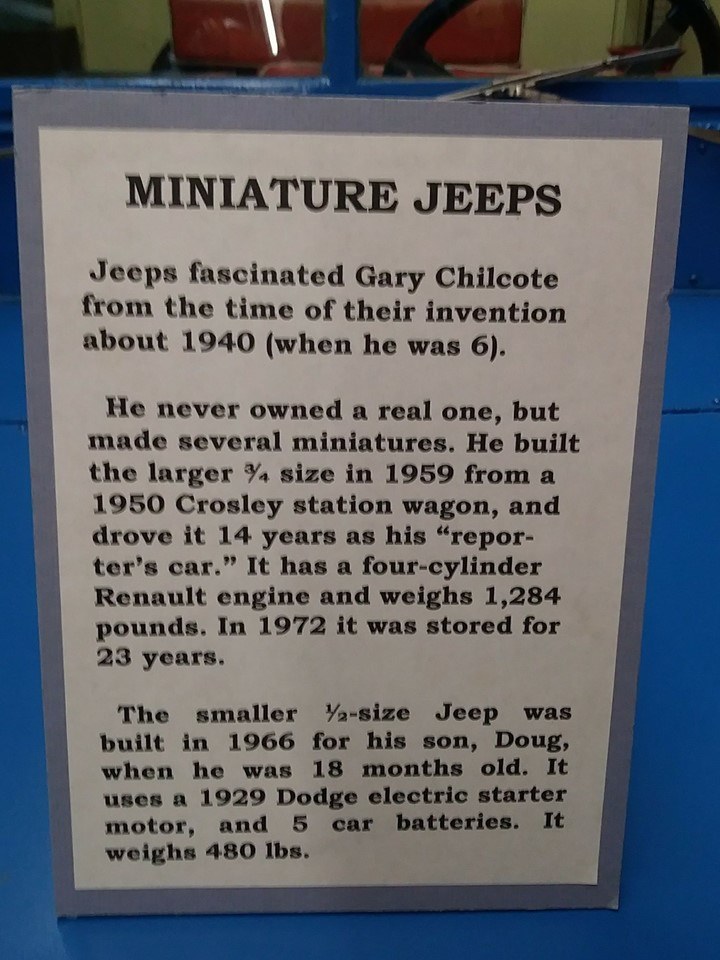 MINIATURE JEEPS
Jeeps fascinated Gary Chilcote
from the time of their invention
about 1940 (when he was 6).
He never owned a real one, but
made several miniatures. He built
the larger ¾ size in 1959 from a
1950 Crosley station wagon, and
drove it 14 years as his “repor-
ter’s car.” It has a four-cylinder
Renault engine and weighs 1,284
pounds. In 1972 it was stored for
23 years.
The smaller ½-size Jeep was
built in 1966 for his son, Doug,
when he was 18 months old. It
uses a 1929 Dodge electric starter
motor, and 5 car batteries. It
weighs 480 lbs.